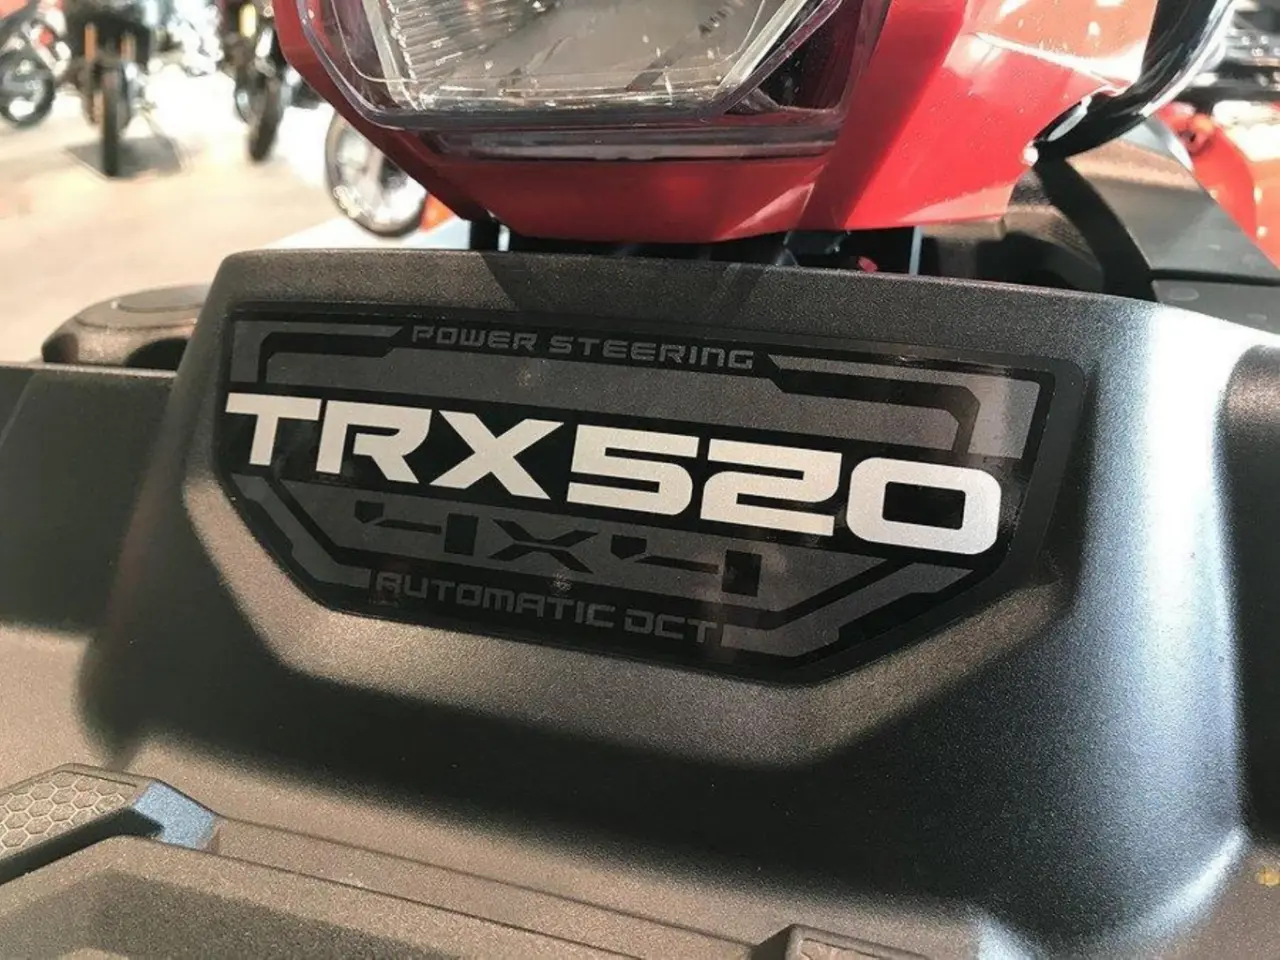 POWER STEERING
TRX520
4X4
AUTOMATIC DCT